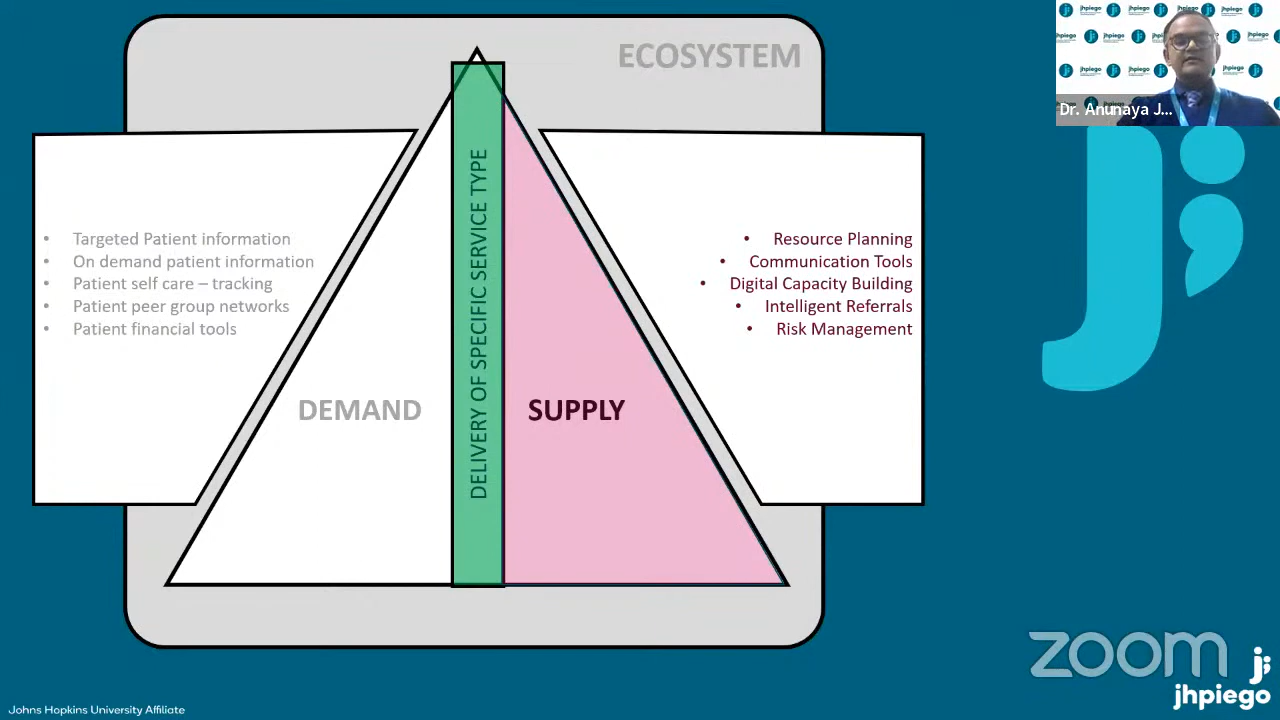 ECOSYSTEM
Dr. Anunaya J...
• Targeted Patient information
• On demand patient information
• Patient self care – tracking
• Patient peer group networks
• Patient financial tools
DEMAND
DELIVERY OF SPECIFIC SERVICE TYPE
SUPPLY
• Resource Planning
• Communication Tools
• Digital Capacity Building
• Intelligent Referrals
• Risk Management
zoom
jhpiego
Johns Hopkins University Affiliate